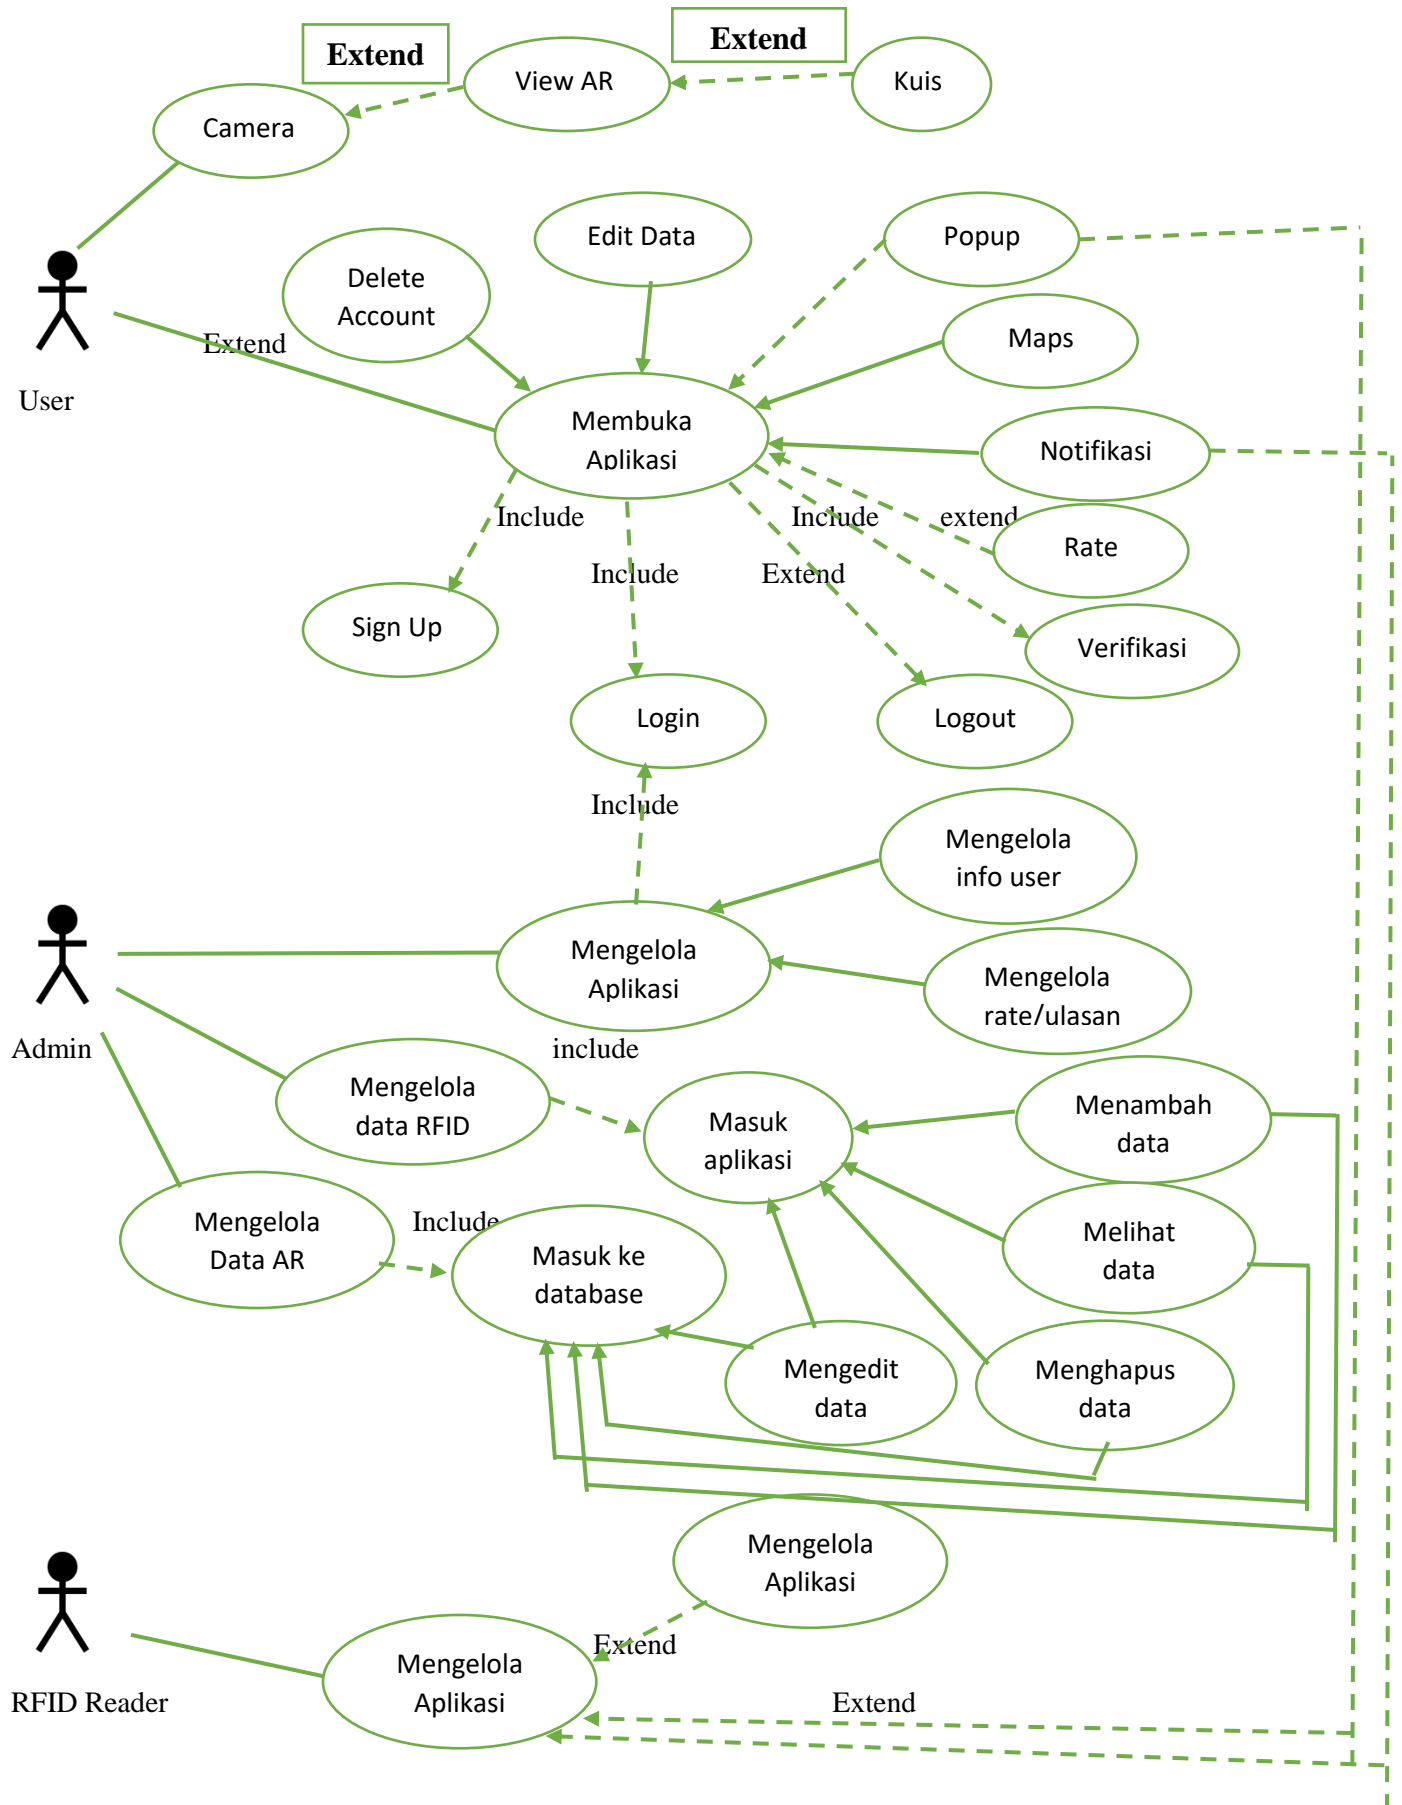 Extend
Extend
View AR
Kuis
Camera
Edit Data
Popup
Delete
Account
Maps
Extend
User
Membuka
Aplikasi
Notifikasi
Include
Include
extend
Rate
Include
Extend
Sign Up
Verifikasi
Login
Logout
Include
Mengelola
info user
Mengelola
Aplikasi
Mengelola
rate/ulasan
Admin
include
Mengelola
data RFID
Masuk
aplikasi
Menambah
data
Mengelola
Data AR
Include
Masuk ke
database
Melihat
data
Mengedit
data
Menghapus
data
Mengelola
Aplikasi
Extend
Mengelola
Aplikasi
RFID Reader
Extend